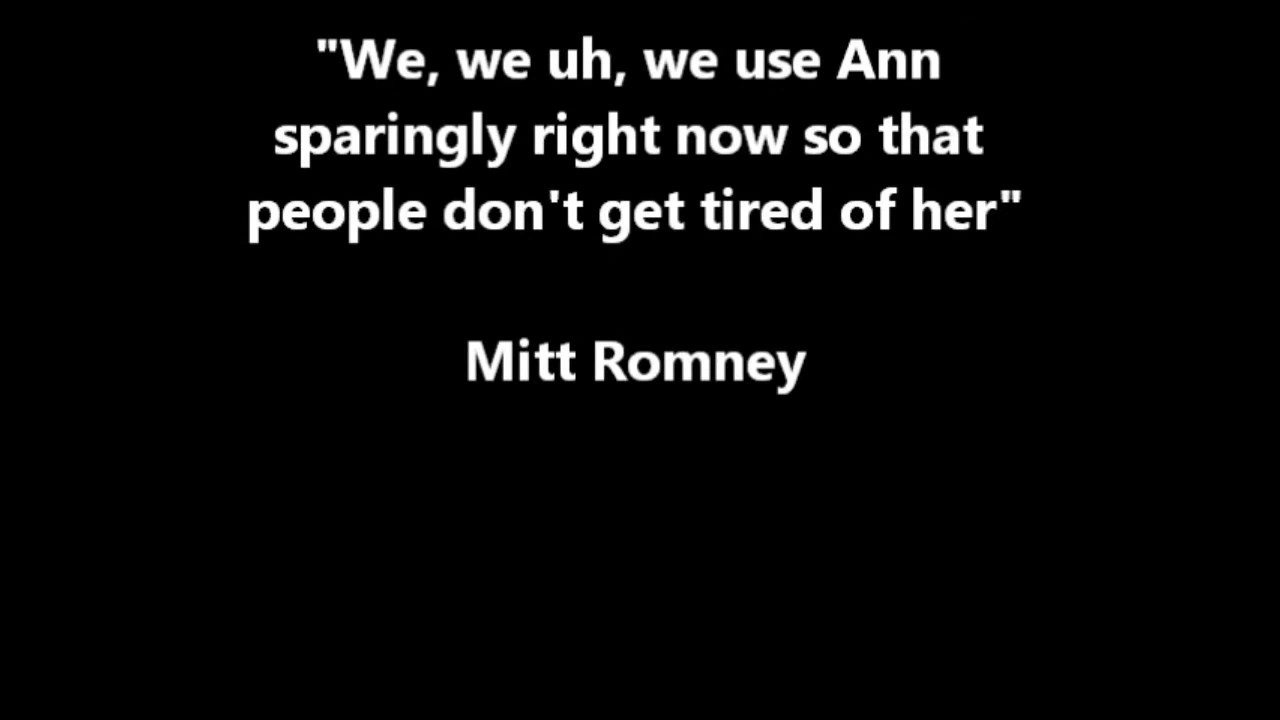 "We, we uh, we use Ann
sparingly right now so that
people don't get tired of her"
Mitt Romney